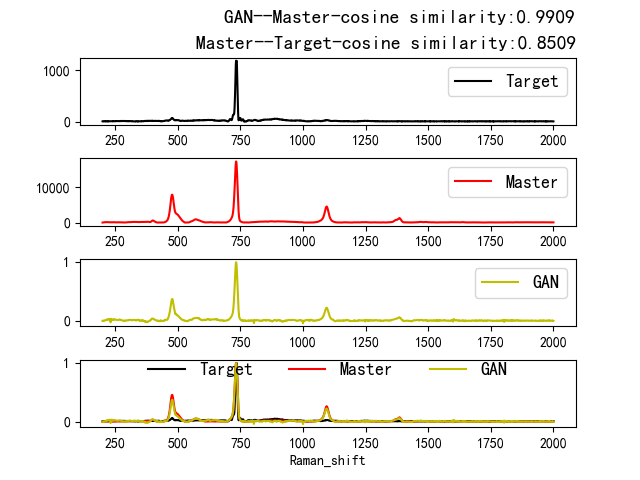 GAN--Master-cosine similarity:0.9909
Master--Target-cosine similarity:0.8509
1000
0
Target
250 500 750 1000 1250 1500 1750 2000
10000
0
Master
250 500 750 1000 1250 1500 1750 2000
1
0
GAN
250 500 750 1000 1250 1500 1750 2000
1
0
Target Master GAN
250 500 750 1000 1250 1500 1750 2000
Raman_shift